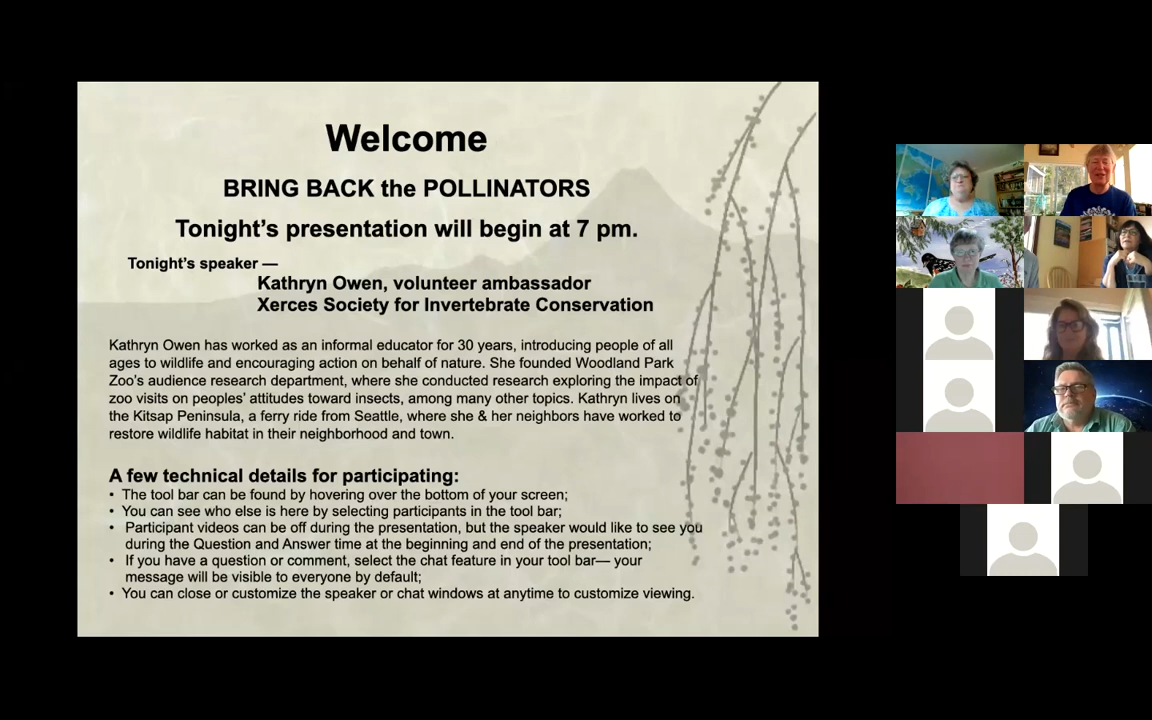 Welcome
BRING BACK the POLLINATORS
Tonight's presentation will begin at 7 pm.
Tonight's speaker —
Kathryn Owen, volunteer ambassador
Xerces Society for Invertebrate Conservation
Kathryn Owen has worked as an informal educator for 30 years, introducing people of all
ages to wildlife and encouraging action on behalf of nature. She founded Woodland Park
Zoo's audience research department, where she conducted research exploring the impact of
zoo visits on peoples' attitudes toward insects, among many other topics. Kathryn lives on
the Kitsap Peninsula, a ferry ride from Seattle, where she & her neighbors have worked to
restore wildlife habitat in their neighborhood and town.
A few technical details for participating:
• The tool bar can be found by hovering over the bottom of your screen;
• You can see who else is here by selecting participants in the tool bar;
• Participant videos can be off during the presentation, but the speaker would like to see you
during the Question and Answer time at the beginning and end of the presentation;
• If you have a question or comment, select the chat feature in your tool bar— your
message will be visible to everyone by default;
• You can close or customize the speaker or chat windows at anytime to customize viewing.